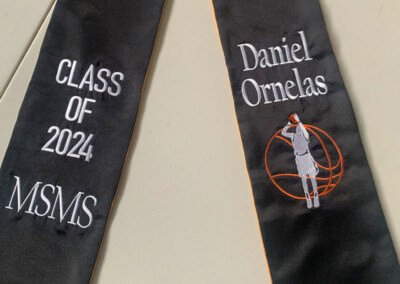 CLASS
OF
2024
MSMS
Daniel
Ornelas